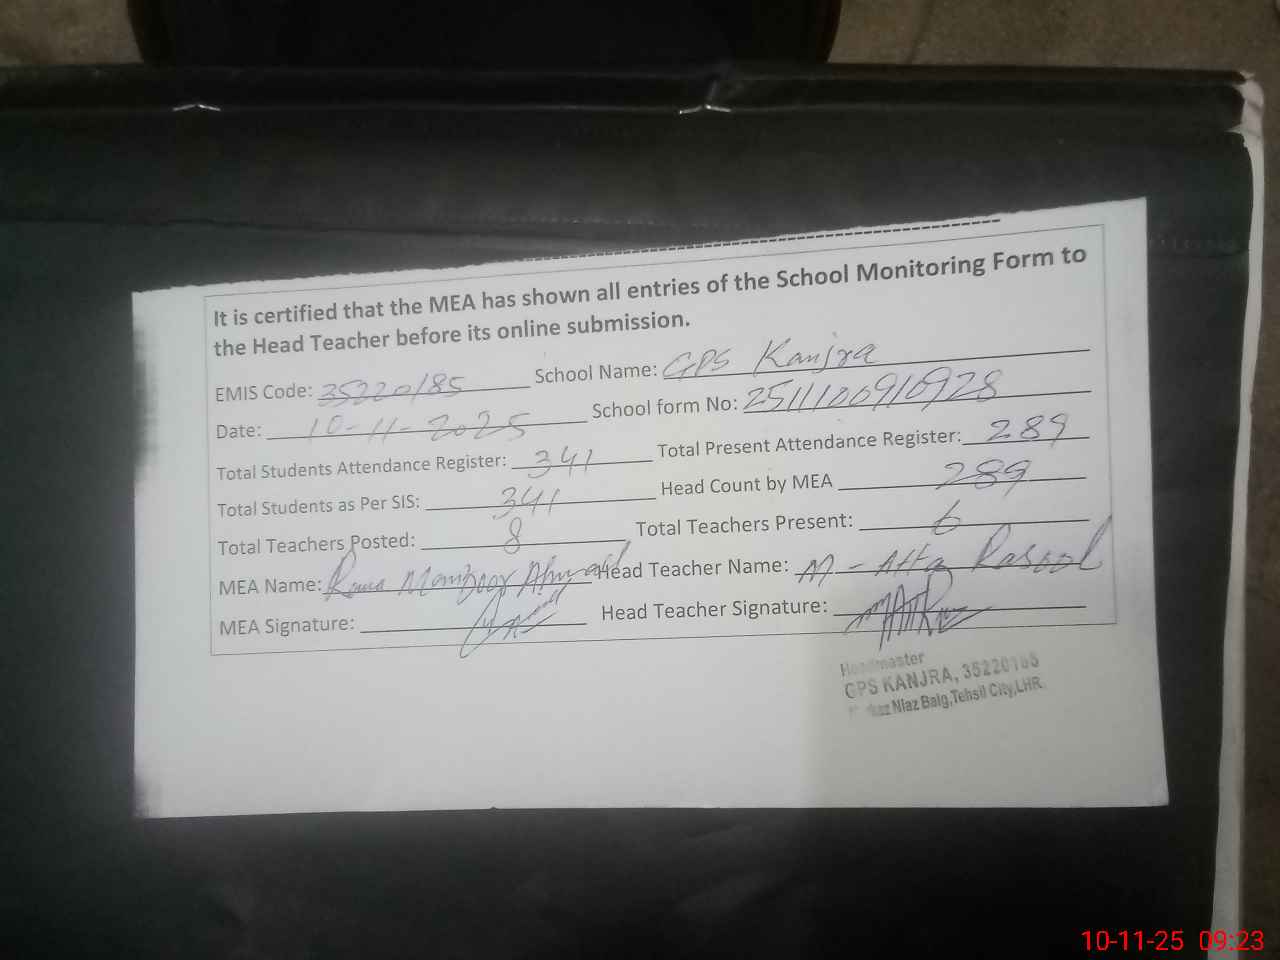 It is certified that the MEA has shown all entries of the School Monitoring Form to
the Head Teacher before its online submission.
EMIS Code: 35220185 School Name: GPS Kanjra
Date: 10-11-2025 School form No: 2511100910928
Total Students Attendance Register: 341 Total Present Attendance Register: 289
Total Students as Per SIS: 341 Head Count by MEA 289
Total Teachers Posted: 8 Total Teachers Present: 6
MEA Name: Rana Manzoor Ahmad Head Teacher Name: M - Atta Rasool
MEA Signature: Head Teacher Signature:
Headmaster
GPS KANJRA, 35220185
Niaz Baig,Tehsil City,LHR.
10-11-25 09:23